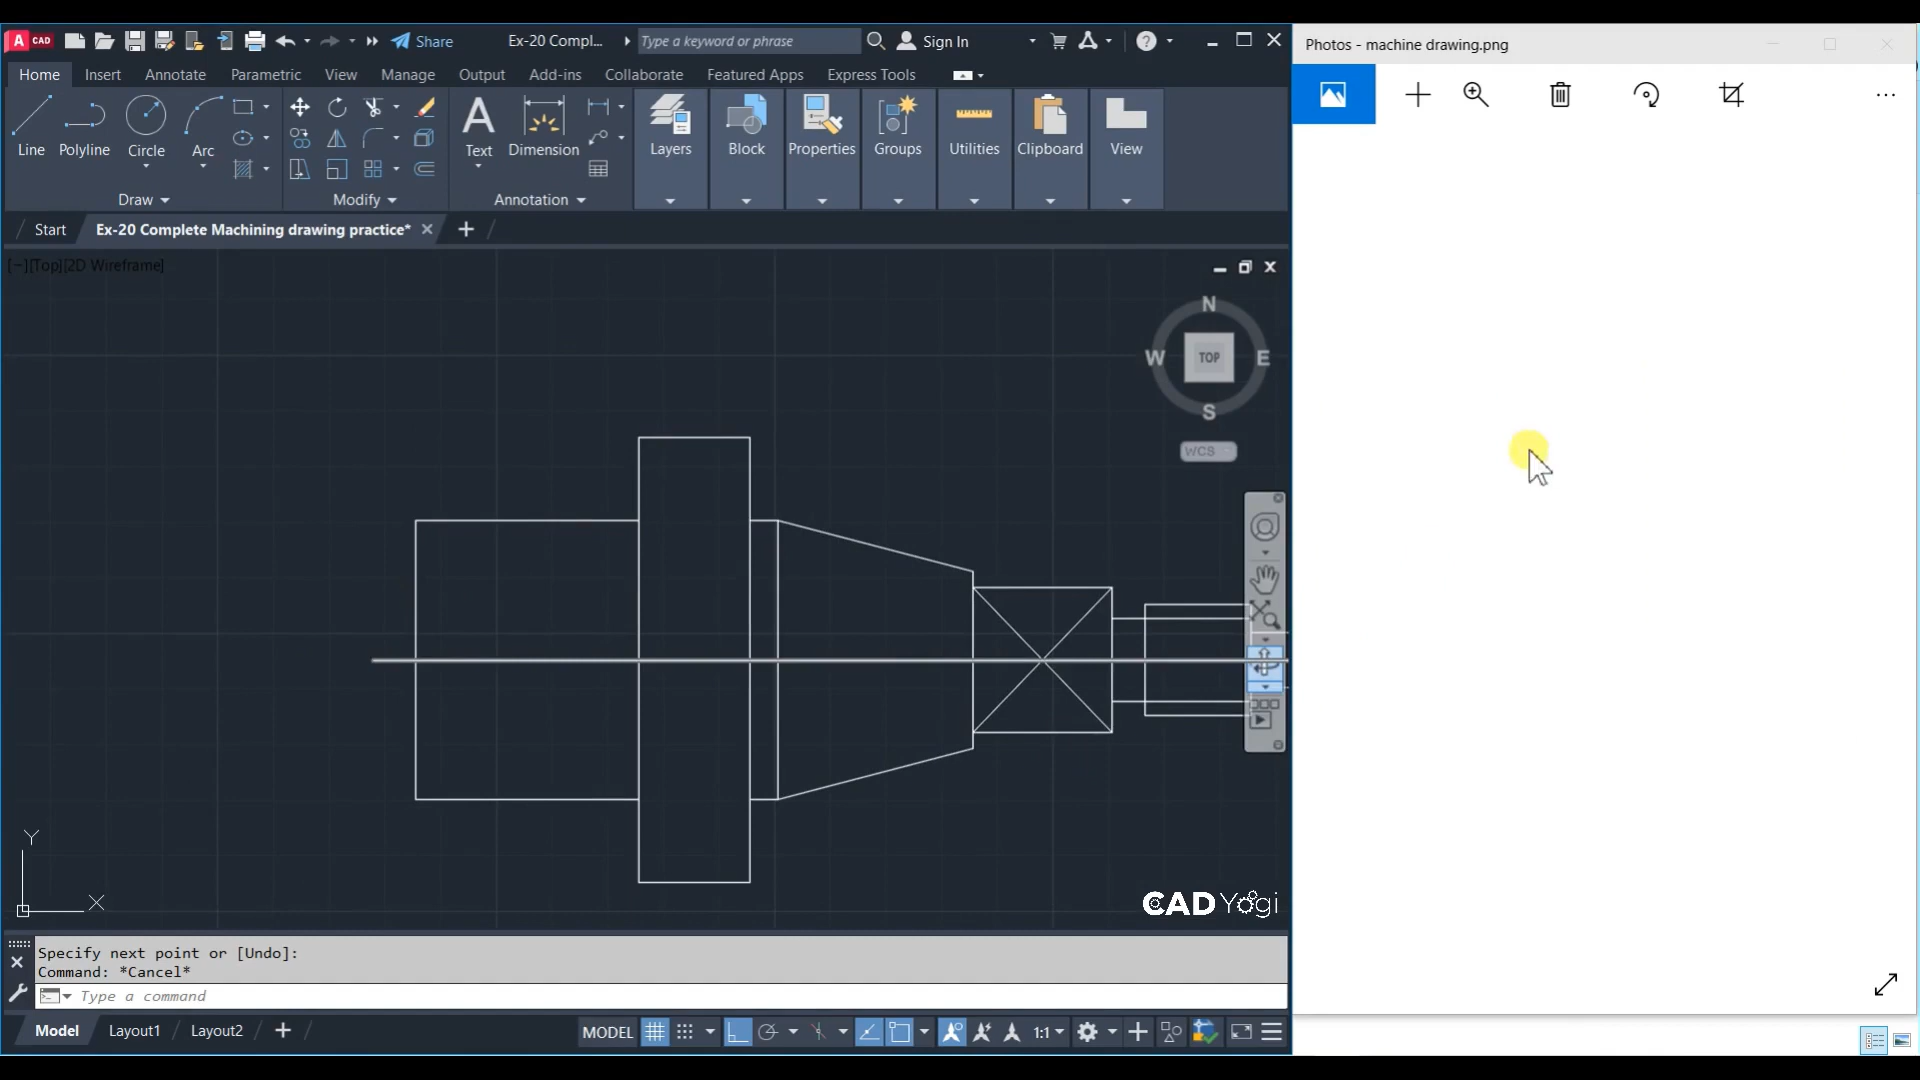 A CAD
Share
Ex-20 Compl...
Type a keyword or phrase
Sign In
Photos - machine drawing.png
Home Insert Annotate Parametric View Manage Output Add-ins Collaborate Featured Apps Express Tools
Line Polyline Circle Arc
Text Dimension
Layers Block Properties Groups Utilities Clipboard View
Draw Modify Annotation
Start Ex-20 Complete Machining drawing practice*
[−][Top][2D Wireframe]
N
W TOP E
S
WCS
Y
X
CAD Yogi
Specify next point or [Undo]:
Command: *Cancel*
Type a command
Model Layout1 Layout2
MODEL 1:1